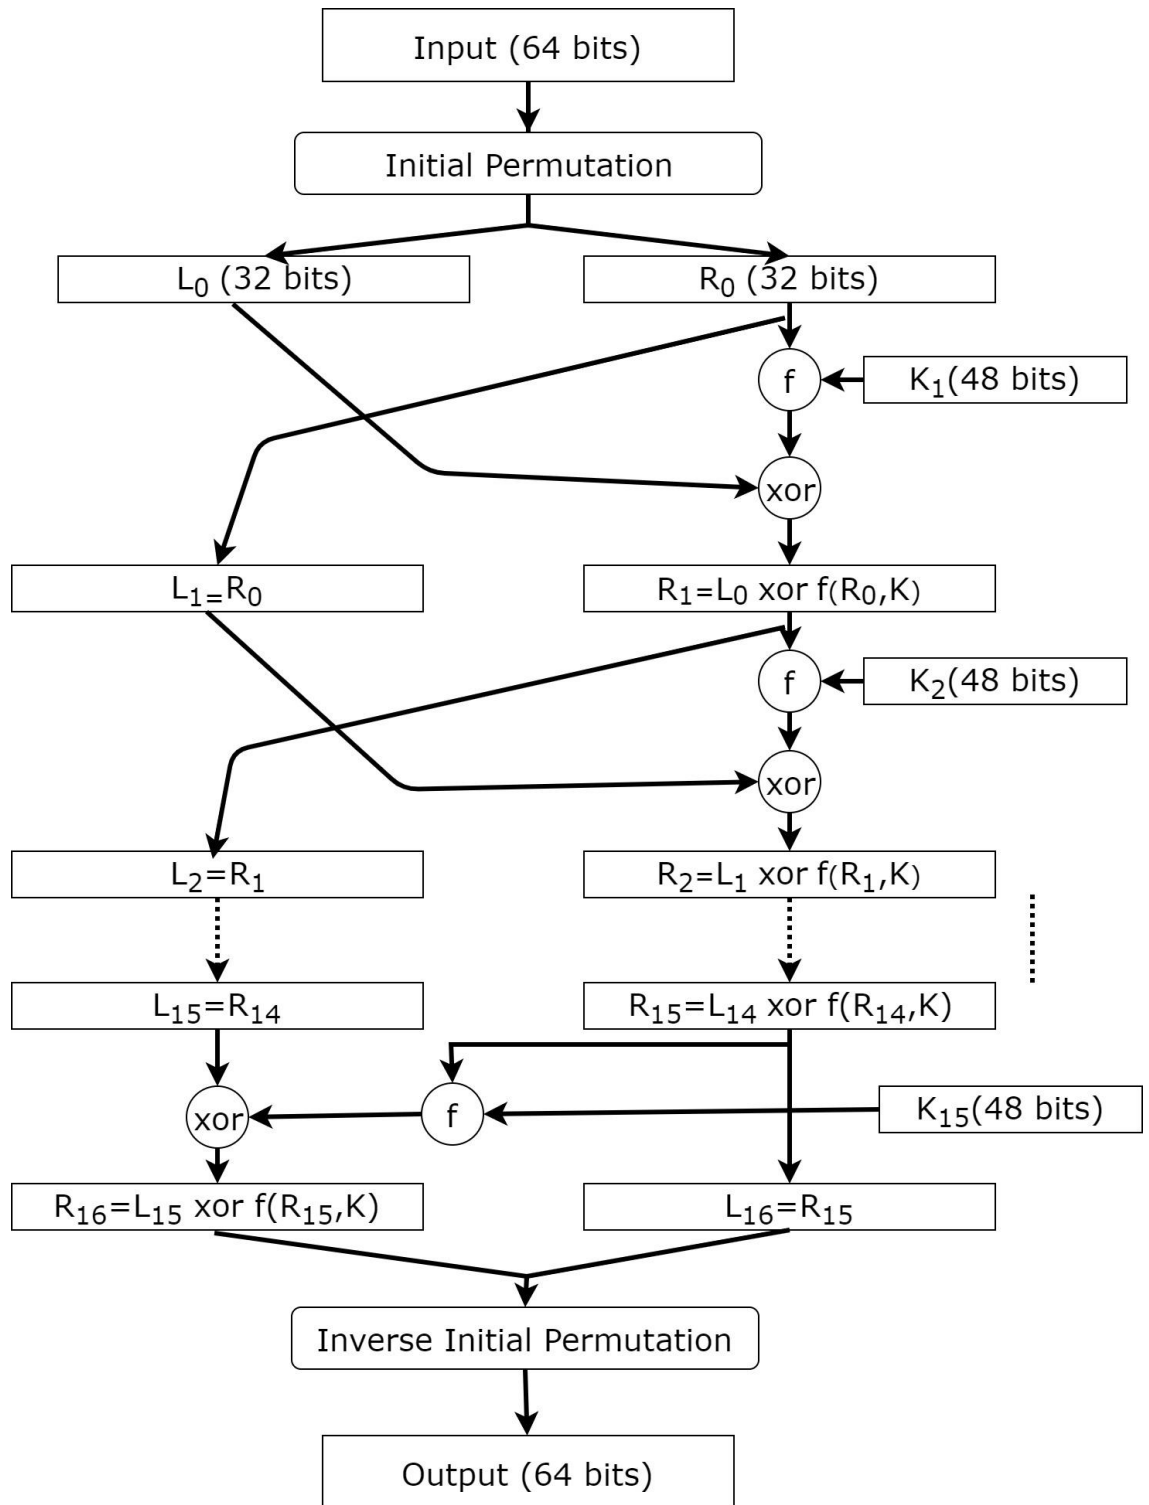 Input (64 bits)
Initial Permutation
L₀ (32 bits)
R₀ (32 bits)
f
K₁(48 bits)
xor
L₁₌R₀
R₁=L₀ xor f(R₀,K)
f
K₂(48 bits)
xor
L₂=R₁
R₂=L₁ xor f(R₁,K)
L₁₅=R₁₄
R₁₅=L₁₄ xor f(R₁₄,K)
xor
f
K₁₅(48 bits)
R₁₆=L₁₅ xor f(R₁₅,K)
L₁₆=R₁₅
Inverse Initial Permutation
Output (64 bits)